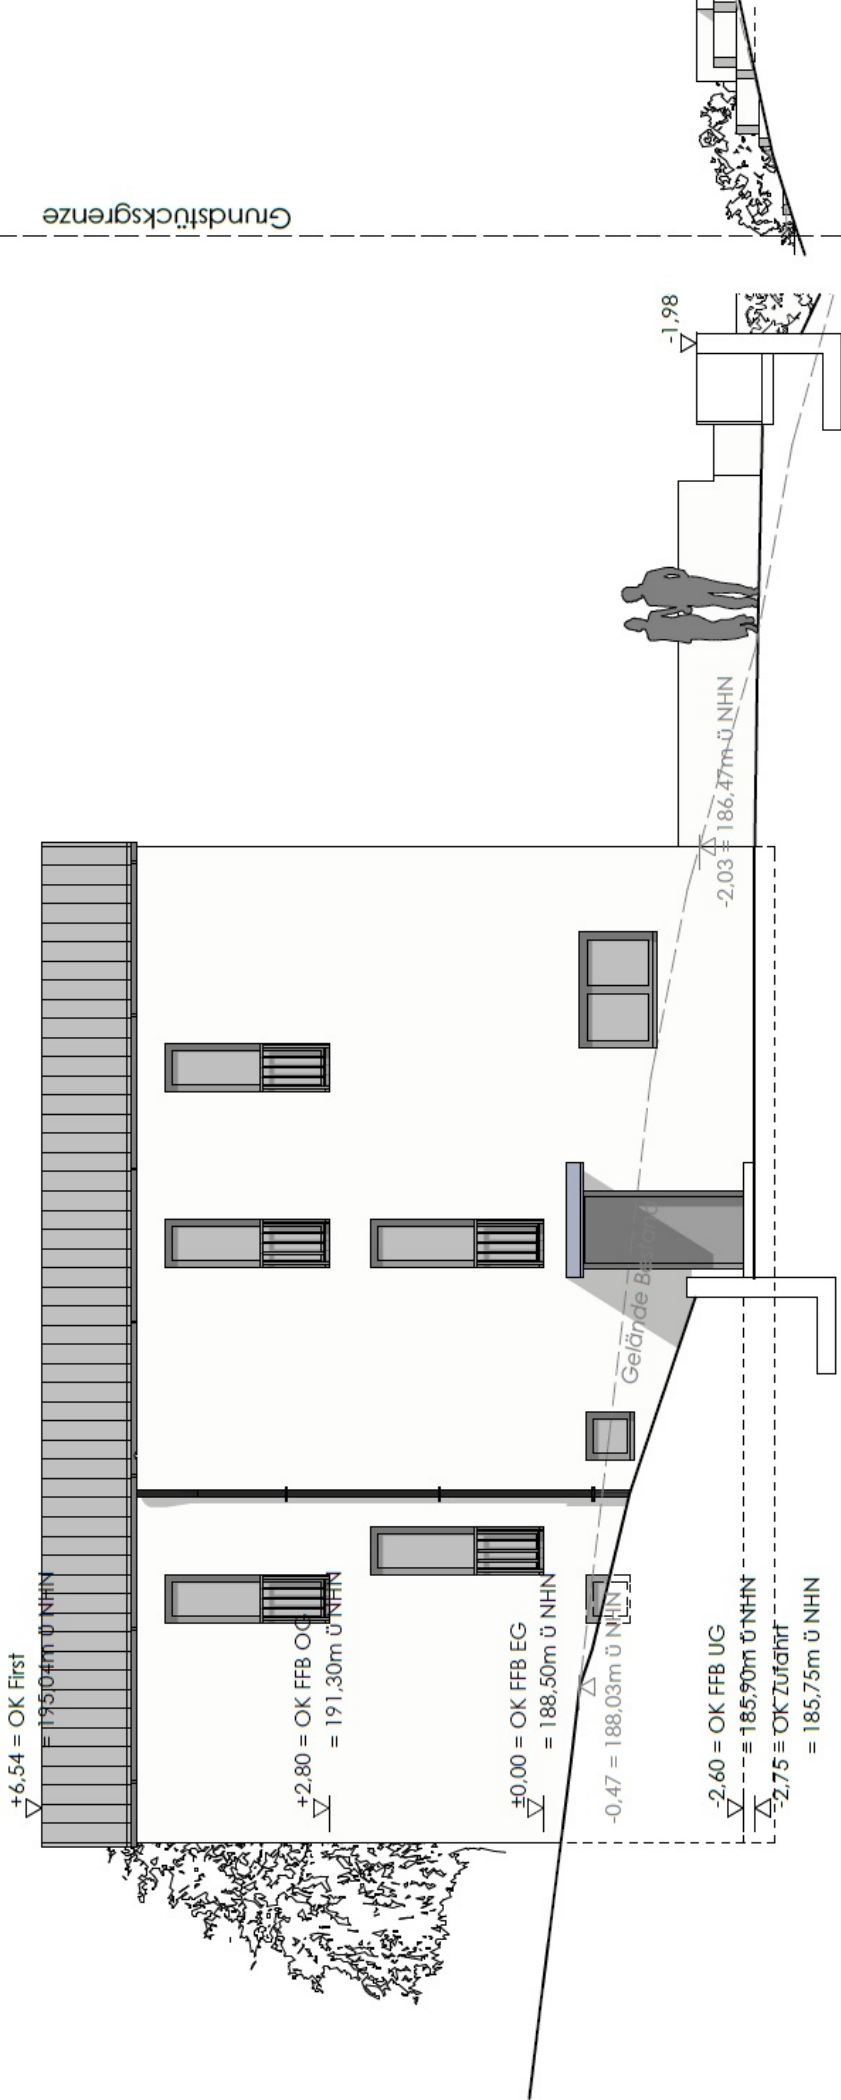 +6,54 = OK First
= 195,04m ü NHN
+2,80 = OK FFB OG
= 191,30m ü NHN
±0,00 = OK FFB EG
= 188,50m ü NHN
-0,47 = 188,03m ü NHN
-2,60 = OK FFB UG
= 185,90m ü NHN
-2,75 = OK Zufahrt
= 185,75m ü NHN
Gelände Bestand
-2,03 = 186,47m ü NHN
-1,98
Grundstücksgrenze